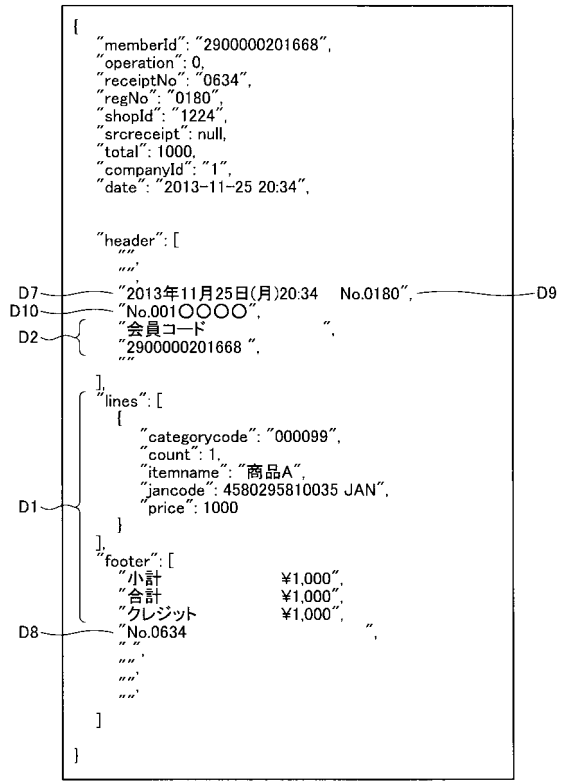 {
"memberId": "2900000201668",
"operation": 0,
"receiptNo": "0634",
"regNo": "0180",
"shopId": "1224",
"srcreceipt": null,
"total": 1000,
"companyId": "1",
"date": "2013-11-25 20:34",
"header": [
"",
"",
D7 "2013年11月25日(月)20:34 No.0180", D9
D10 "No.001○○○○",
D2 "会員コード ",
"2900000201668 ",
""
],
"lines": [
{
"categorycode": "000099",
"count": 1,
"itemname": "商品A",
"jancode": 4580295810035 JAN",
D1 "price": 1000
}
],
"footer": [
"小計 ¥1,000",
"合計 ¥1,000",
"クレジット ¥1,000",
D8 "No.0634 ",
" ",
"",
"",
"",
]
}